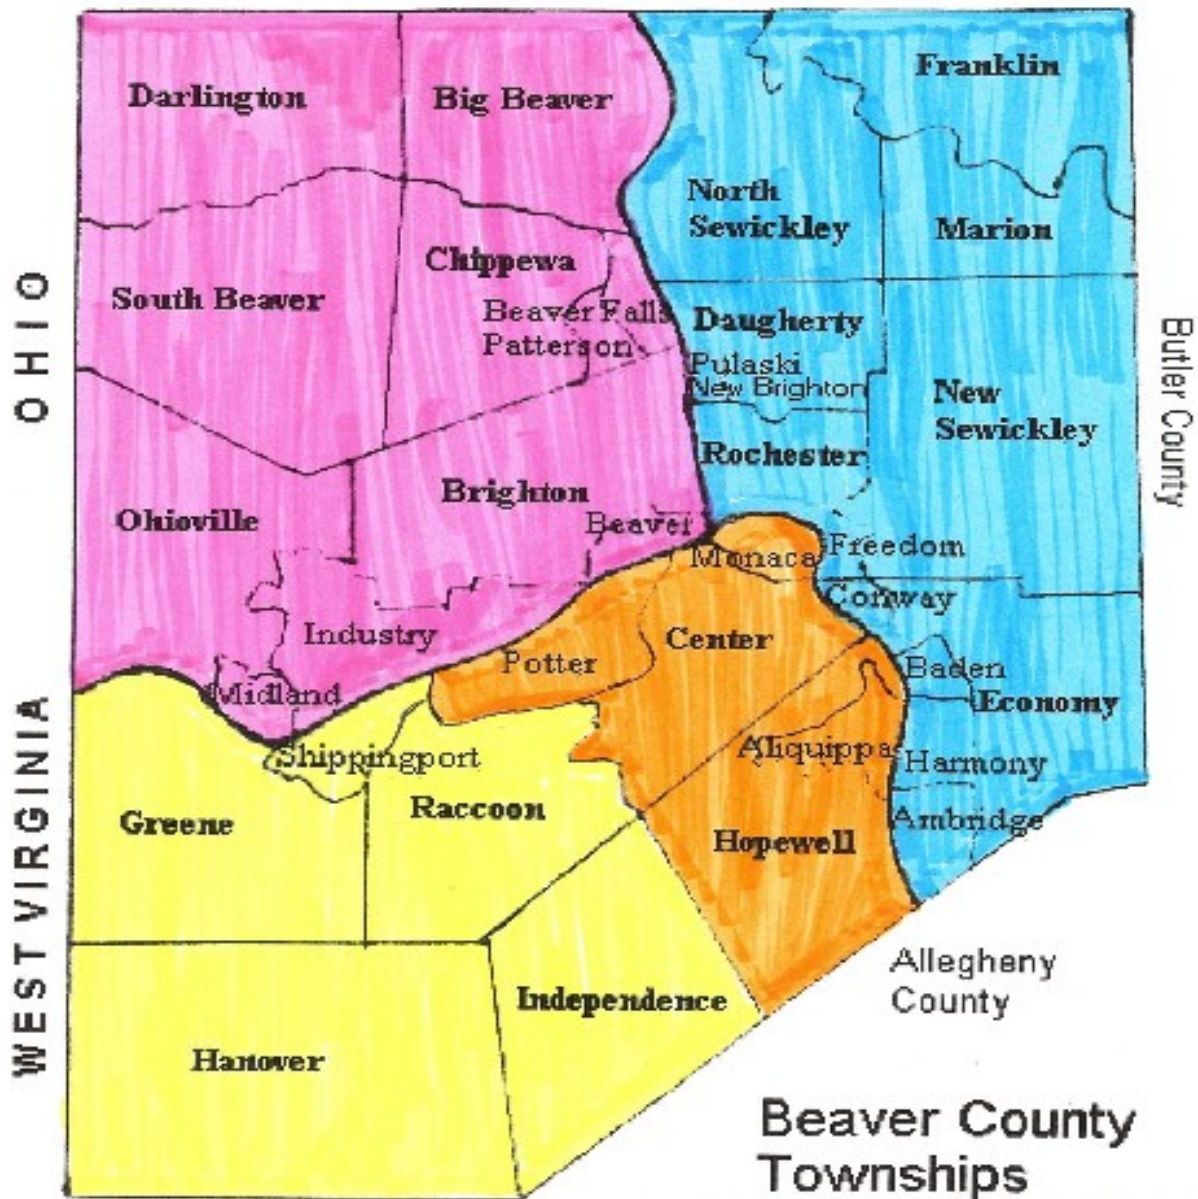 Franklin
Darlington
Big Beaver
North
Sewickley
Marion
Chippewa
South Beaver
Beaver Falls
Patterson
Daugherty
Pulaski
New Brighton
New
Sewickley
Rochester
Brighton
Ohioville
Beaver
Monaca
Freedom
Conway
Industry
Center
Potter
Baden
Midland
Economy
Shippingport
Aliquippa
Harmony
Raccoon
Greene
Ambridge
Hopewell
Independence
Hanover
OHIO
WEST VIRGINIA
Butler County
Allegheny
County
Beaver County
Townships